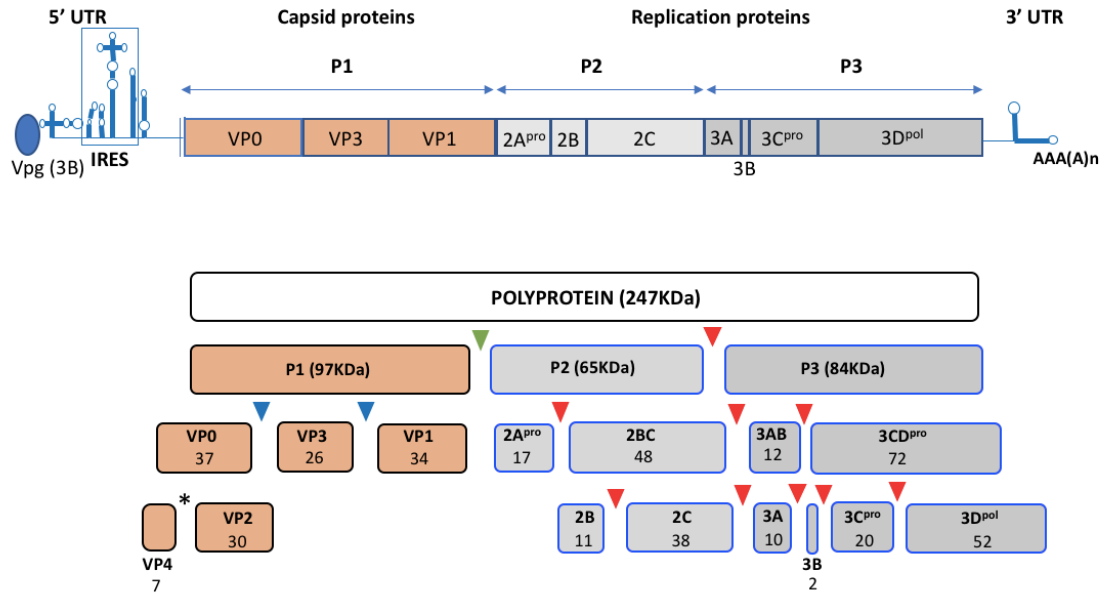 5’ UTR Capsid proteins Replication proteins 3’ UTR
P1 P2 P3
VP0 VP3 VP1 2Apro 2B 2C 3A 3Cpro 3Dpol
Vpg (3B) IRES 3B AAA(A)n
POLYPROTEIN (247KDa)
P1 (97KDa) P2 (65KDa) P3 (84KDa)
VP0 VP3 VP1 2Apro 2BC 3AB 3CDpro
37 26 34 17 48 12 72
* VP2 2B 2C 3A 3Cpro 3Dpol
30 11 38 10 20 52
VP4 3B
7 2